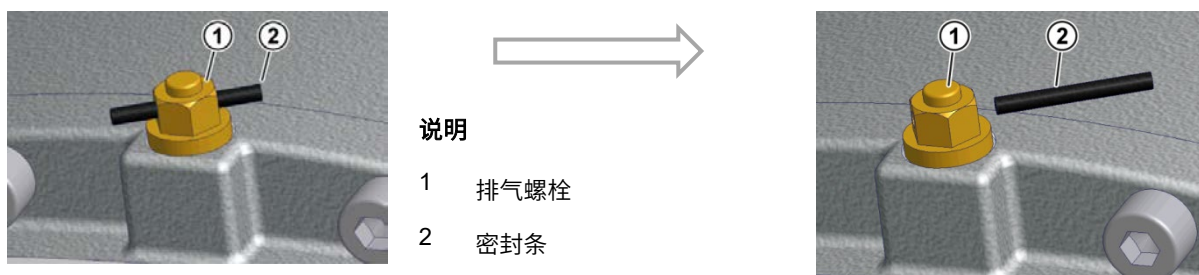 ① ②
① ②
说明
1 排气螺栓
2 密封条